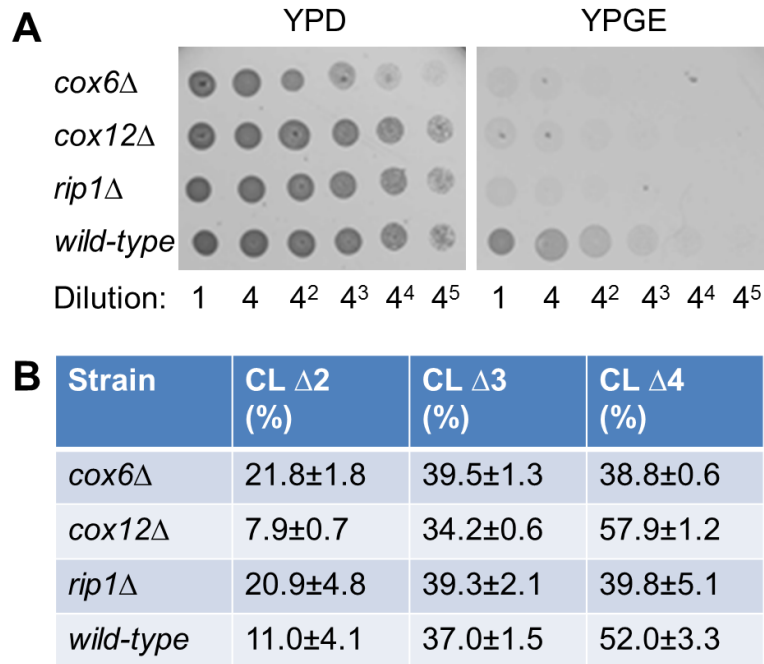 A
YPD YPGE
cox6Δ
cox12Δ
rip1Δ
wild-type
Dilution: 1 4 4² 4³ 4⁴ 4⁵ 1 4 4² 4³ 4⁴ 4⁵
B
Strain CL Δ2 (%) CL Δ3 (%) CL Δ4 (%)
cox6Δ 21.8±1.8 39.5±1.3 38.8±0.6
cox12Δ 7.9±0.7 34.2±0.6 57.9±1.2
rip1Δ 20.9±4.8 39.3±2.1 39.8±5.1
wild-type 11.0±4.1 37.0±1.5 52.0±3.3